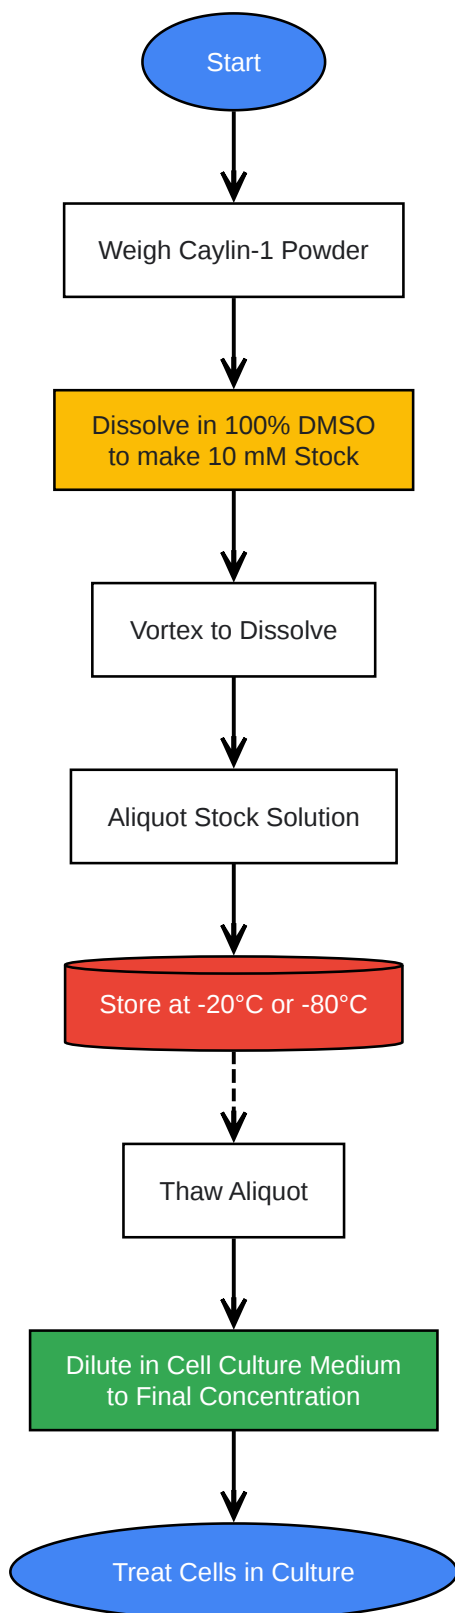 Start
Weigh Caylin-1 Powder
Dissolve in 100% DMSO
to make 10 mM Stock
Vortex to Dissolve
Aliquot Stock Solution
Store at -20°C or -80°C
Thaw Aliquot
Dilute in Cell Culture Medium
to Final Concentration
Treat Cells in Culture